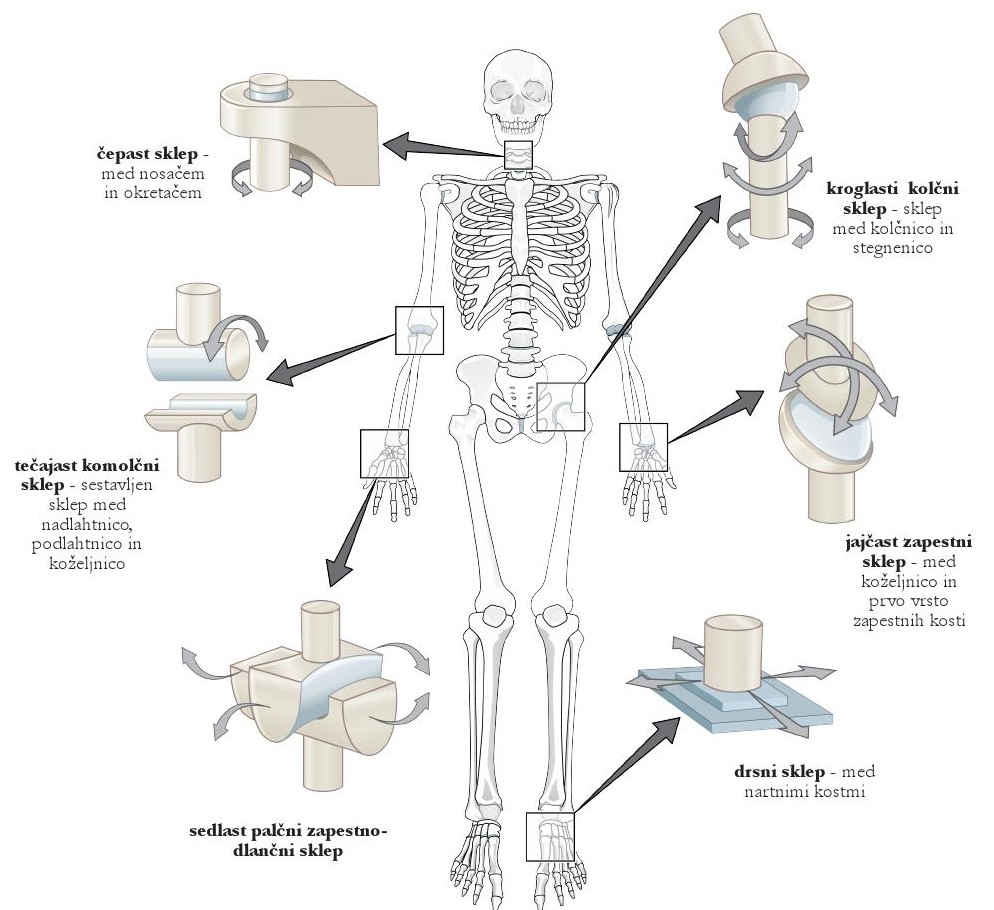 čepast sklep -
med nosačem
in okretačem
kroglasti kolčni
sklep - sklep
med kolčnico in
stegnenico
tečajast komolčni
sklep - sestavljen
sklep med
nadlahtnico,
podlahtnico in
koželjnico
jajčast zapestni
sklep - med
koželjnico in
prvo vrsto
zapestnih kosti
sedlast palčni zapestno-
dlančni sklep
drsni sklep - med
nartnimi kostmi